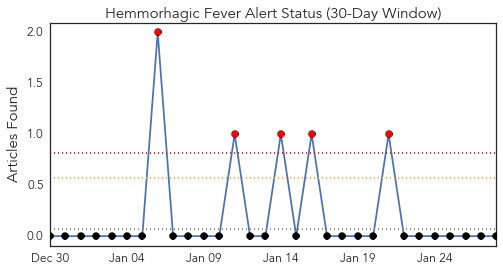 Hemmorhagic Fever Alert Status (30-Day Window)
Articles Found
2.0
1.5
1.0
0.5
0.0
Dec 30 Jan 04 Jan 09 Jan 14 Jan 19 Jan 24